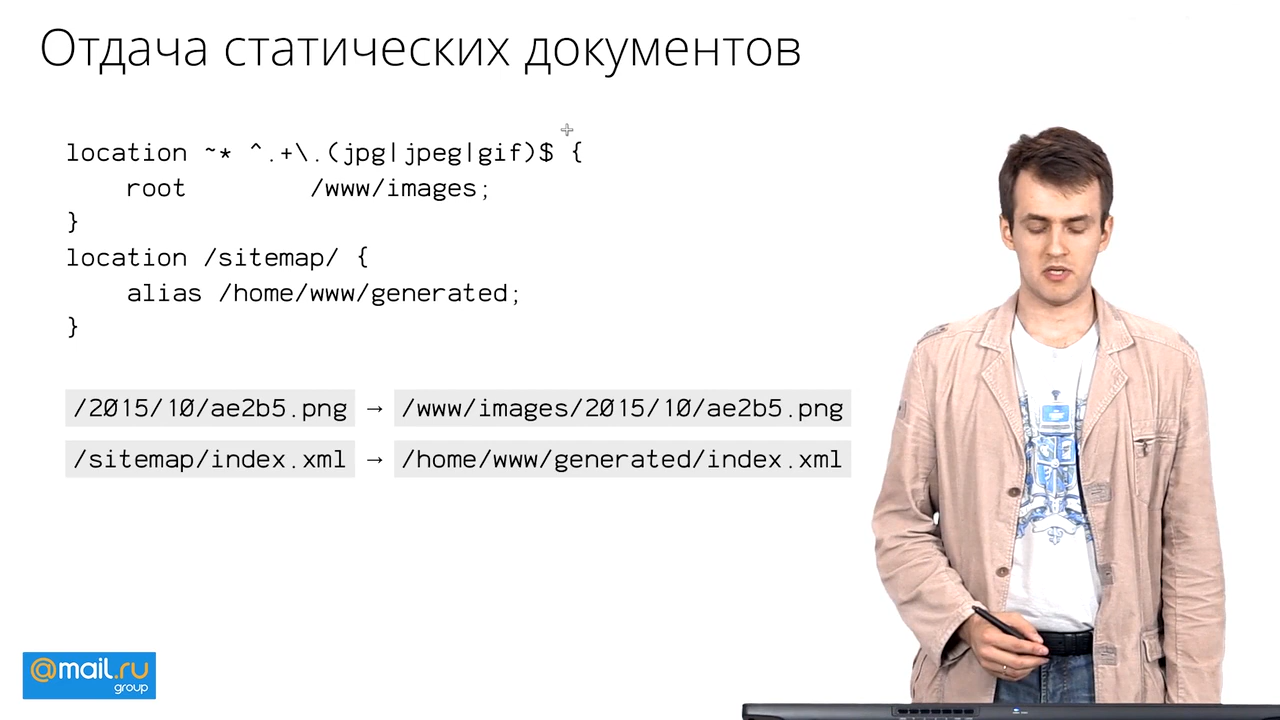 Отдача статических документов
location ~* ^.+\.(jpg|jpeg|gif)$ {
    root        /www/images;
}
location /sitemap/ {
    alias /home/www/generated;
}
/2015/10/ae2b5.png → /www/images/2015/10/ae2b5.png
/sitemap/index.xml → /home/www/generated/index.xml
@mail.ru
group